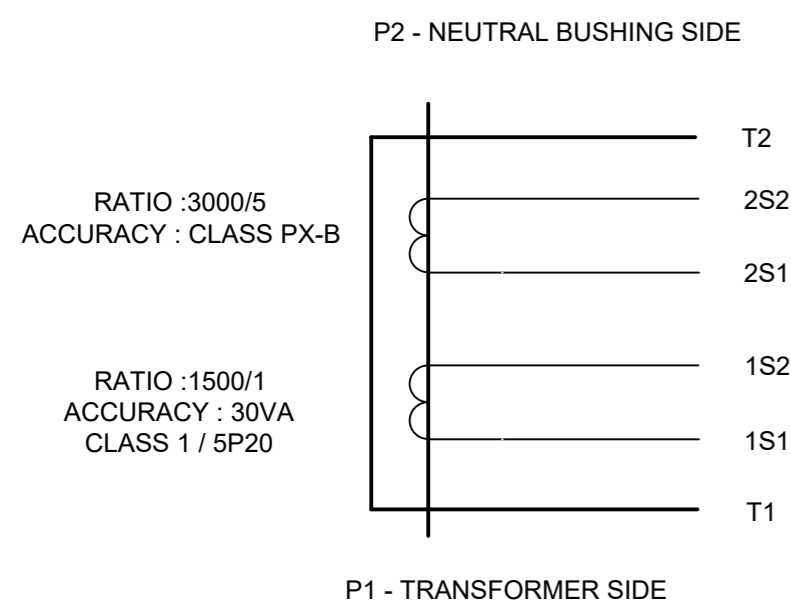 P2 - NEUTRAL BUSHING SIDE
T2
RATIO :3000/5
ACCURACY : CLASS PX-B
2S2
2S1
RATIO :1500/1
ACCURACY : 30VA
CLASS 1 / 5P20
1S2
1S1
T1
P1 - TRANSFORMER SIDE